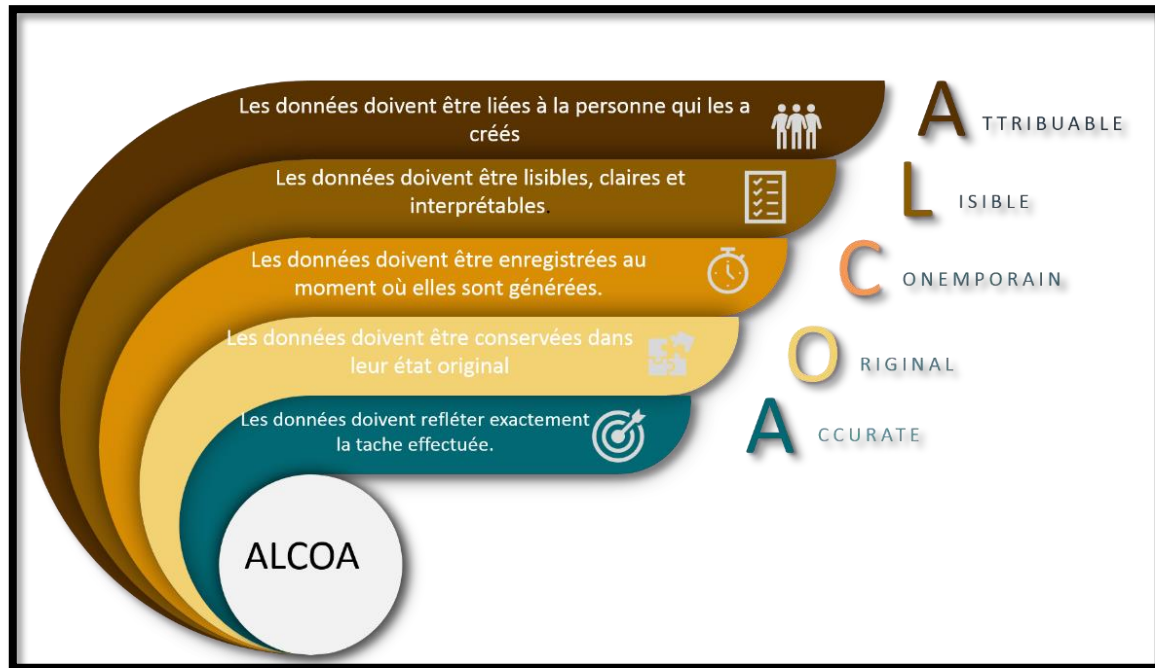 Les données doivent être liées à la personne qui les a
créés
A TTRIBUABLE
Les données doivent être lisibles, claires et
interprétables.
L ISIBLE
Les données doivent être enregistrées au
moment où elles sont générées.
C ONEMPORAIN
Les données doivent être conservées dans
leur état original
O RIGINAL
Les données doivent refléter exactement
la tache effectuée.
A CCURATE
ALCOA